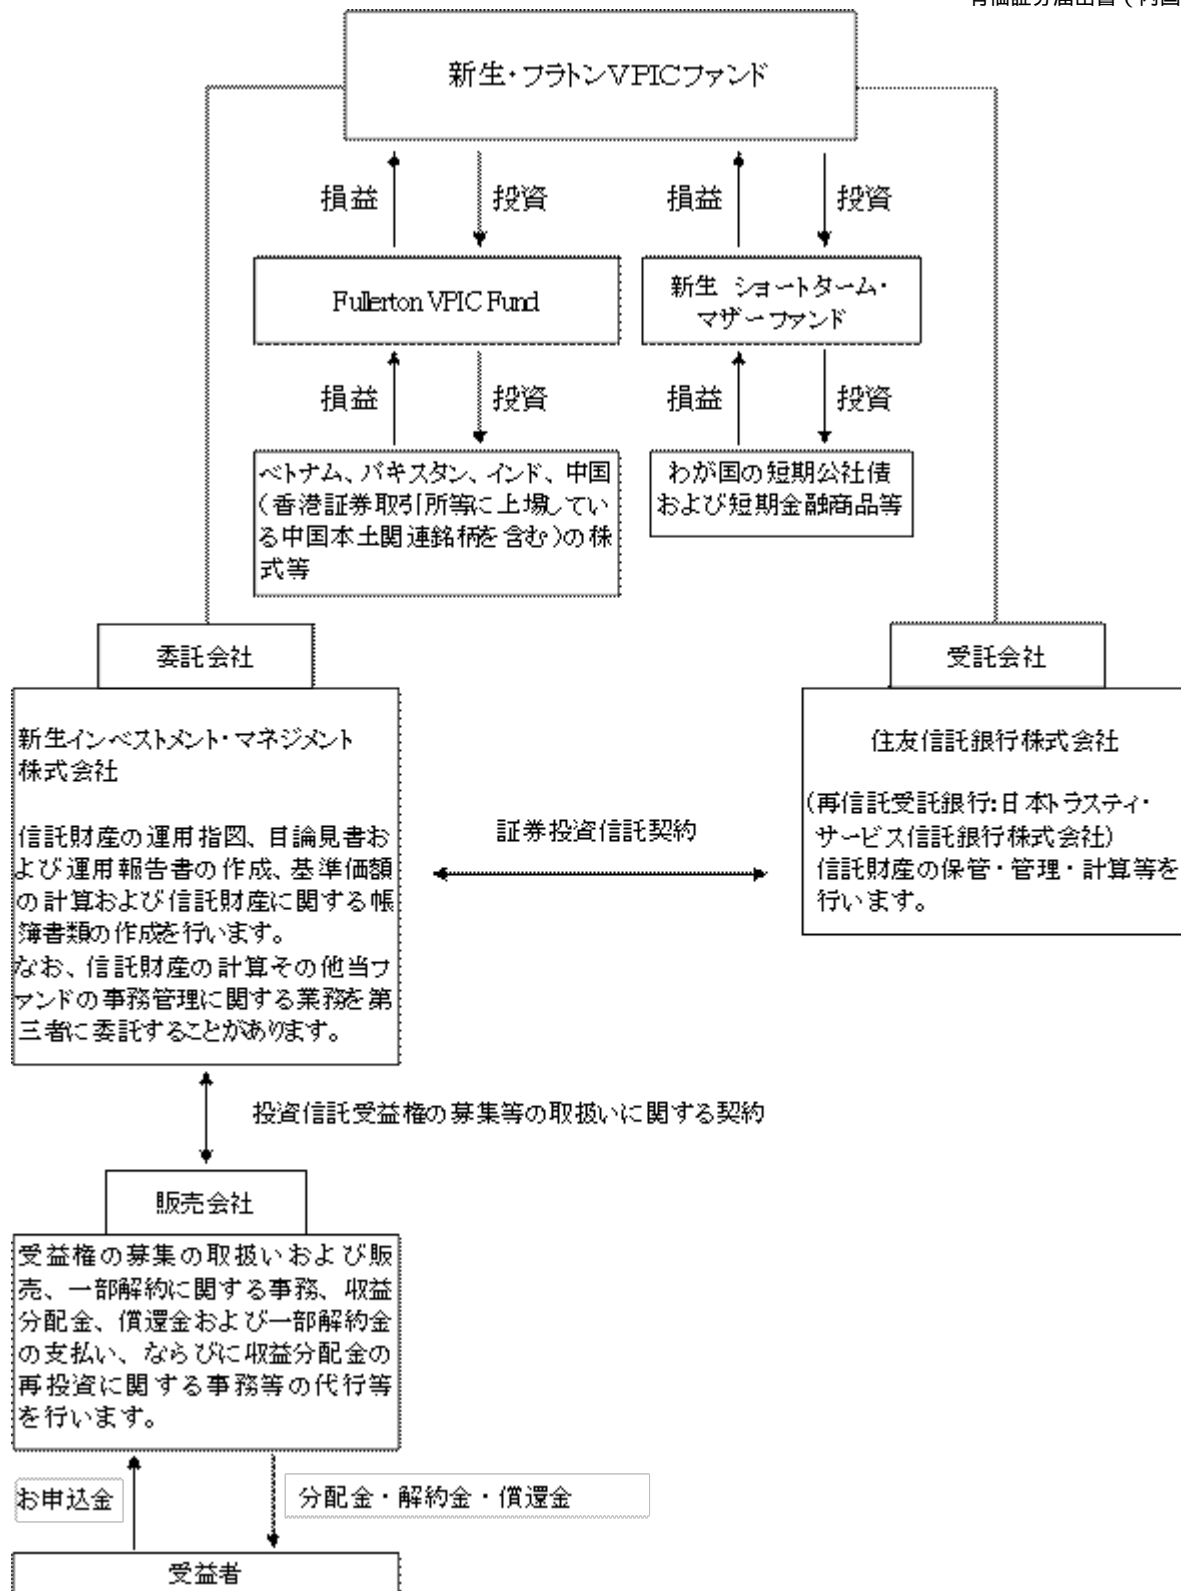 新生・フラトンVPICファンド
損益
投資
損益
投資
Fullerton VPIC Fund
新生 ショートターム・
マザーファンド
損益
投資
損益
投資
ベトナム、パキスタン、インド、中国
(香港証券取引所等に上場してい
る中国本土関連銘柄を含む)の株
式等
わが国の短期公社債
および短期金融商品等
委託会社
受託会社
新生インベストメント・マネジメント
株式会社
信託財産の運用指図、目論見書お
よび運用報告書の作成、基準価額
の計算および信託財産に関する帳
簿書類の作成を行います。
なお、信託財産の計算その他当フ
ァンドの事務管理に関する業務を第
三者に委託することがあります。
証券投資信託契約
住友信託銀行株式会社
(再信託受託銀行:日本トラスティ・
サービス信託銀行株式会社)
信託財産の保管・管理・計算等を
行います。
投資信託受益権の募集等の取扱いに関する契約
販売会社
受益権の募集の取扱いおよび販
売、一部解約に関する事務、収益
分配金、償還金および一部解約金
の支払い、ならびに収益分配金の
再投資に関する事務等の代行等
を行います。
お申込金
分配金・解約金・償還金
受益者